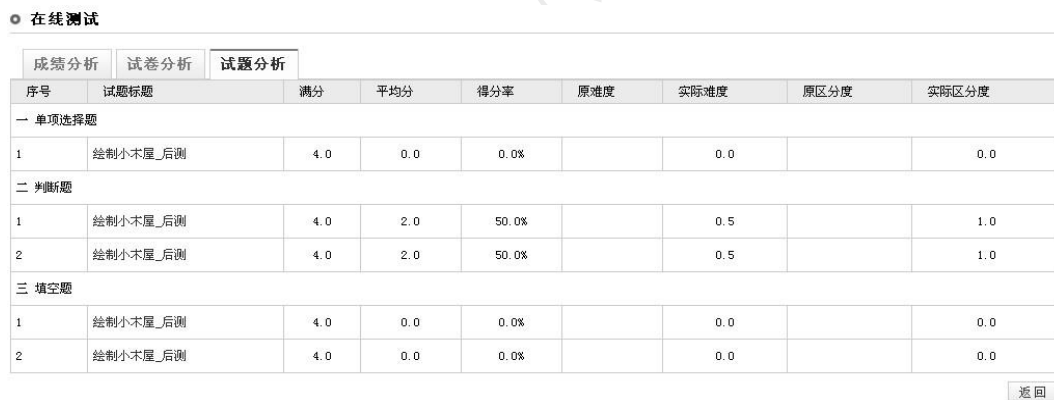 在线测试
成绩分析 试卷分析 试题分析
序号 试题标题 满分 平均分 得分率 原难度 实际难度 原区分度 实际区分度
一 单项选择题
1 绘制小木屋_后测 4.0 0.0 0.0% 0.0 0.0
二 判断题
1 绘制小木屋_后测 4.0 2.0 50.0% 0.5 1.0
2 绘制小木屋_后测 4.0 2.0 50.0% 0.5 1.0
三 填空题
1 绘制小木屋_后测 4.0 0.0 0.0% 0.0 0.0
2 绘制小木屋_后测 4.0 0.0 0.0% 0.0 0.0
返回